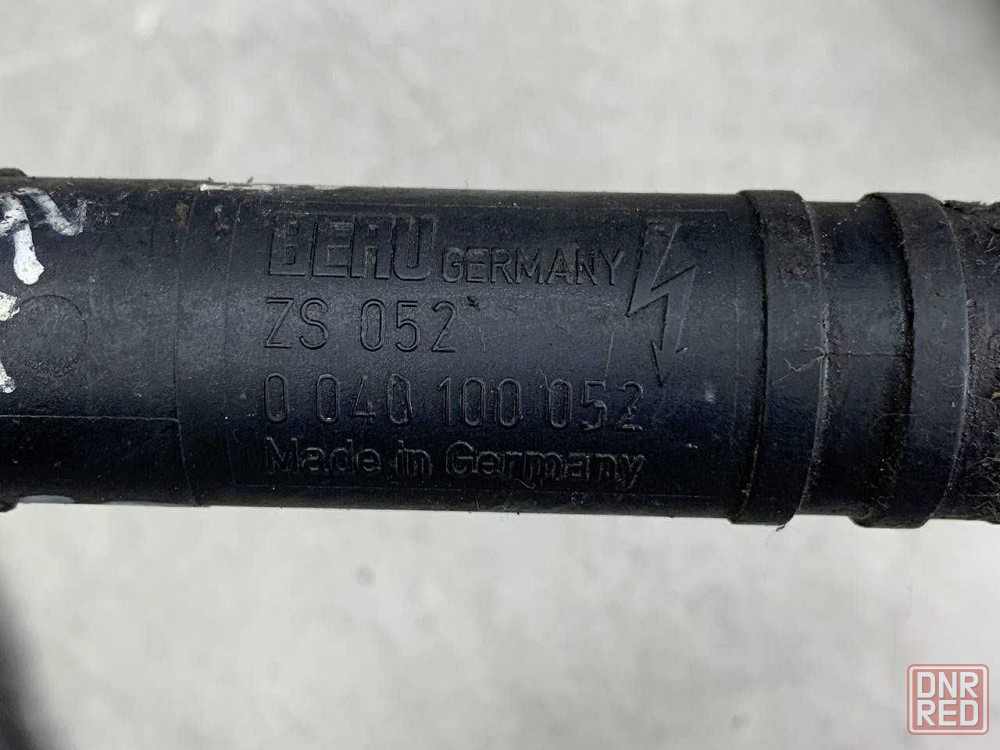 BERU GERMANY
ZS 052
0 040 100 052
Made in Germany
DNR
RED